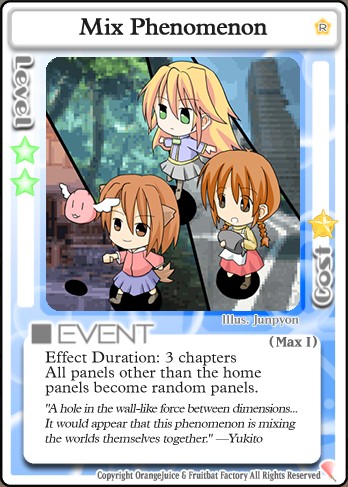 Mix Phenomenon
R
Level
Cost
Illus. Junpyon
EVENT
(Max 1)
Effect Duration: 3 chapters
All panels other than the home
panels become random panels.
"A hole in the wall-like force between dimensions...
It would appear that this phenomenon is mixing
the worlds themselves together." —Yukito
Copyright OrangeJuice & Fruitbat Factory All Rights Reserved